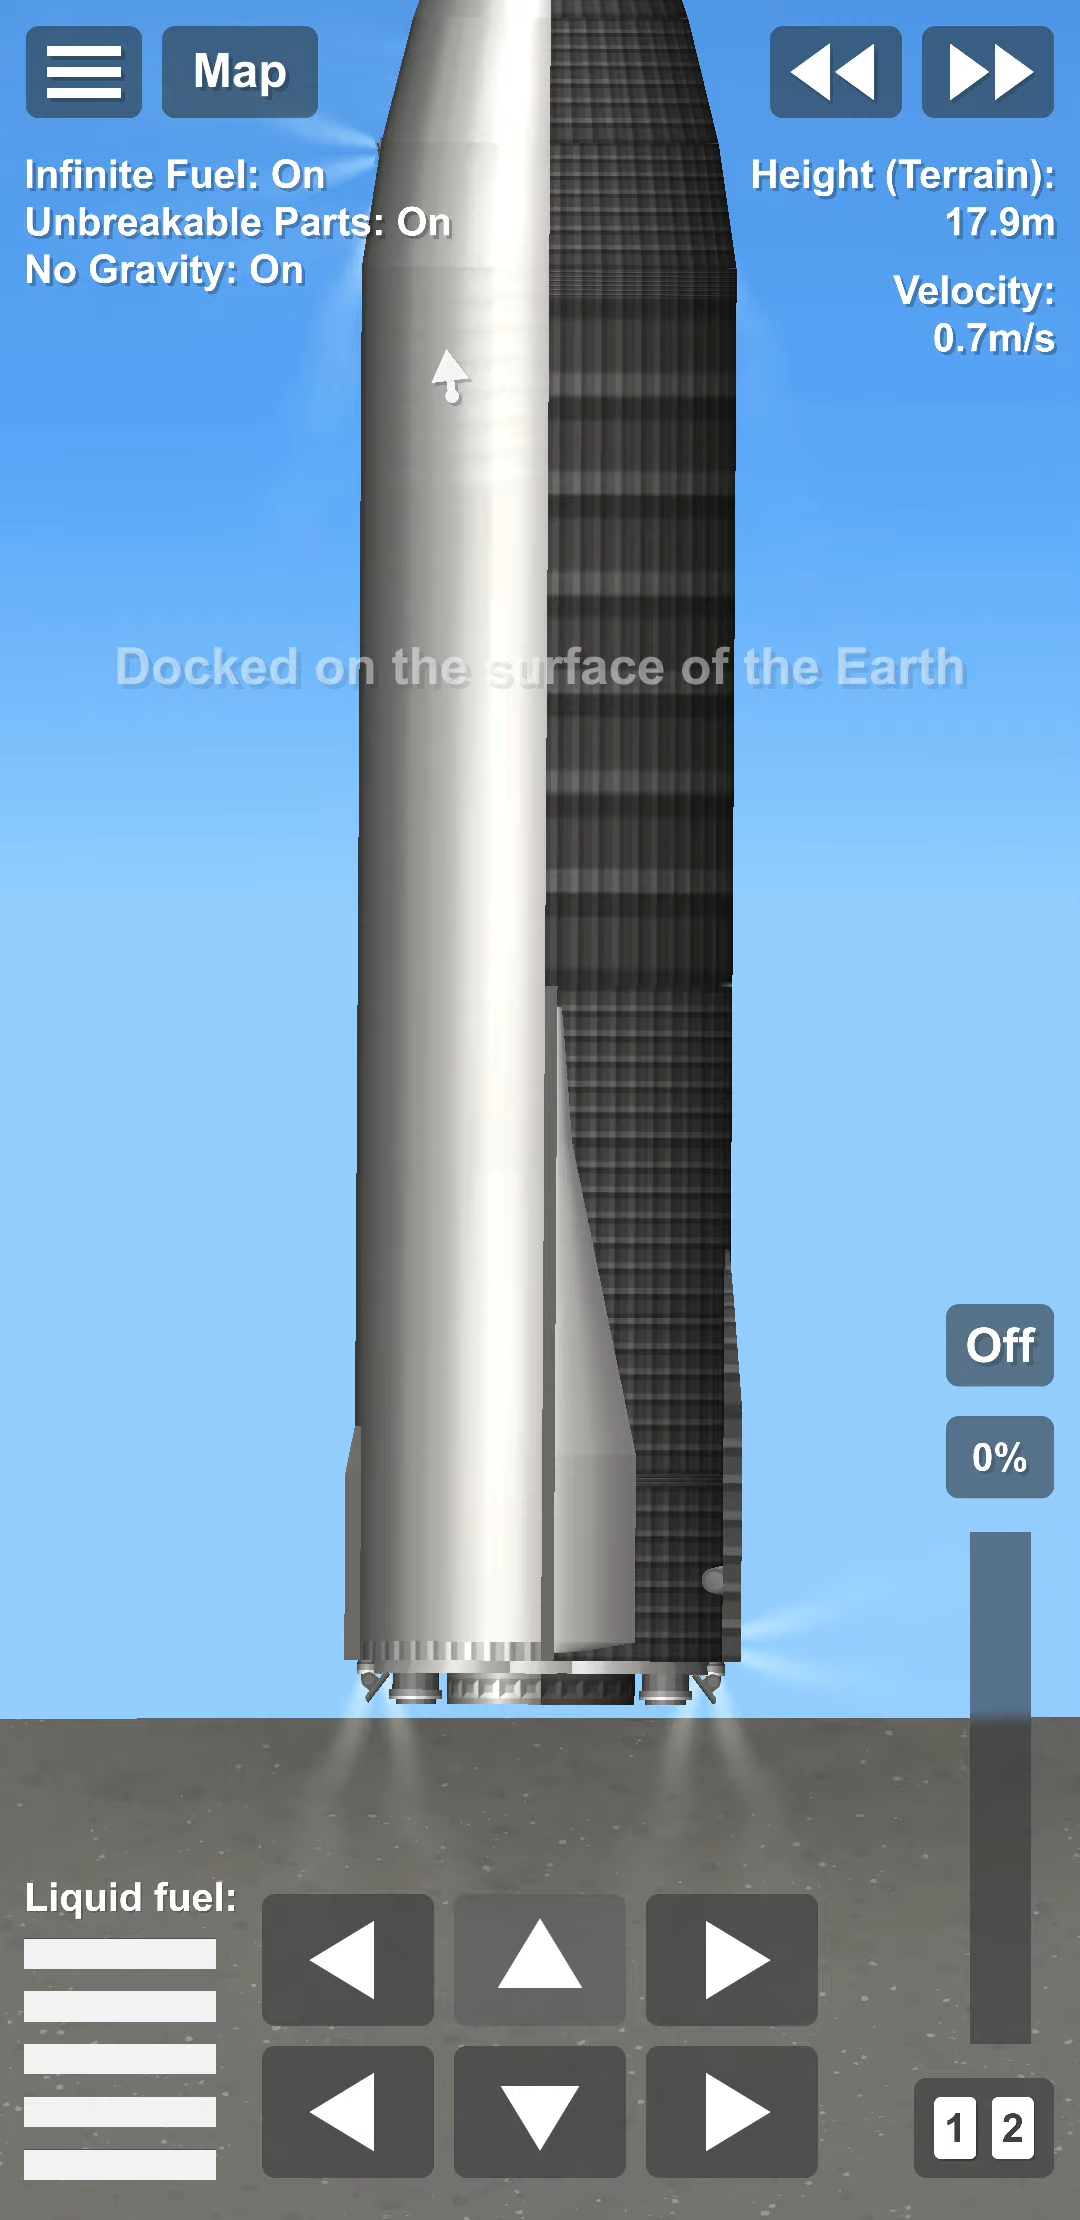 Map
Infinite Fuel: On
Unbreakable Parts: On
No Gravity: On
Height (Terrain):
17.9m
Velocity:
0.7m/s
Docked on the surface of the Earth
Off
0%
Liquid fuel:
1 2